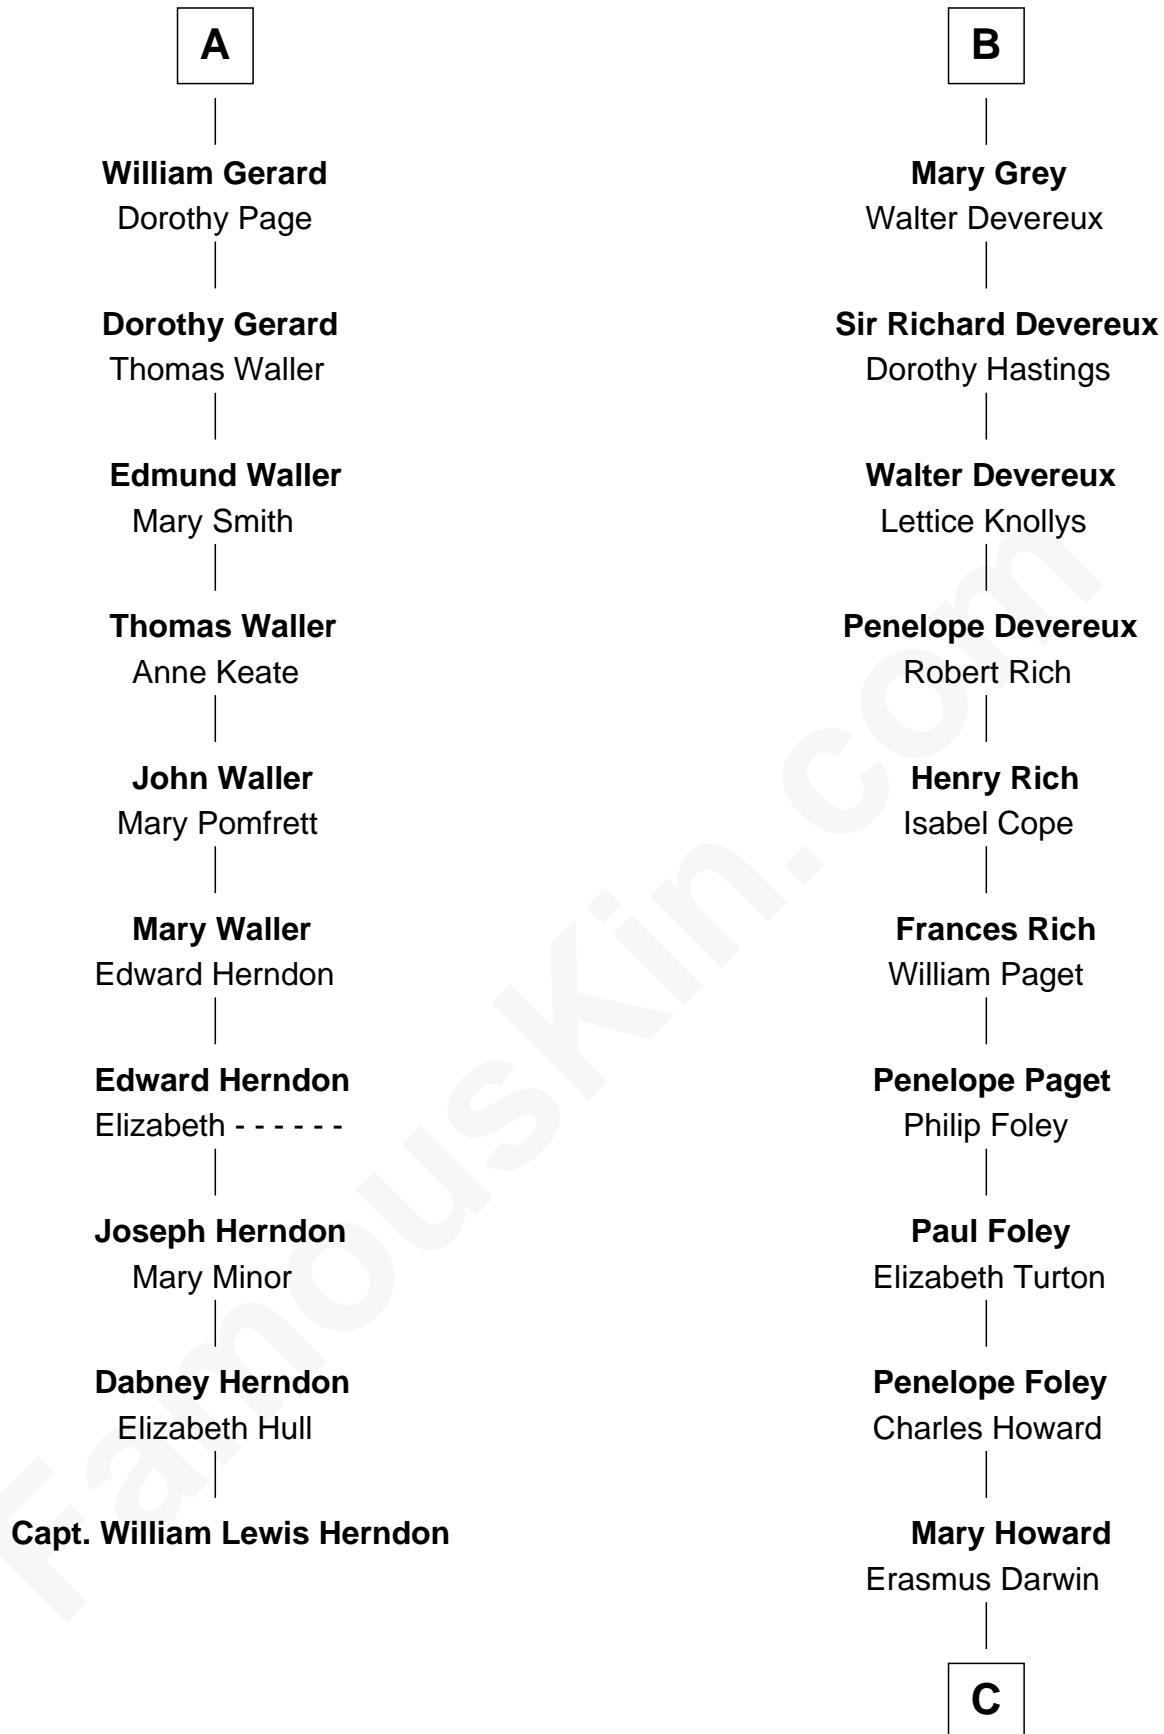 A
William Gerard
Dorothy Page
Dorothy Gerard
Thomas Waller
Edmund Waller
Mary Smith
Thomas Waller
Anne Keate
John Waller
Mary Pomfrett
Mary Waller
Edward Herndon
Edward Herndon
Elizabeth - - - - - -
Joseph Herndon
Mary Minor
Dabney Herndon
Elizabeth Hull
Capt. William Lewis Herndon
B
Mary Grey
Walter Devereux
Sir Richard Devereux
Dorothy Hastings
Walter Devereux
Lettice Knollys
Penelope Devereux
Robert Rich
Henry Rich
Isabel Cope
Frances Rich
William Paget
Penelope Paget
Philip Foley
Paul Foley
Elizabeth Turton
Penelope Foley
Charles Howard
Mary Howard
Erasmus Darwin
C
FamousKin.com